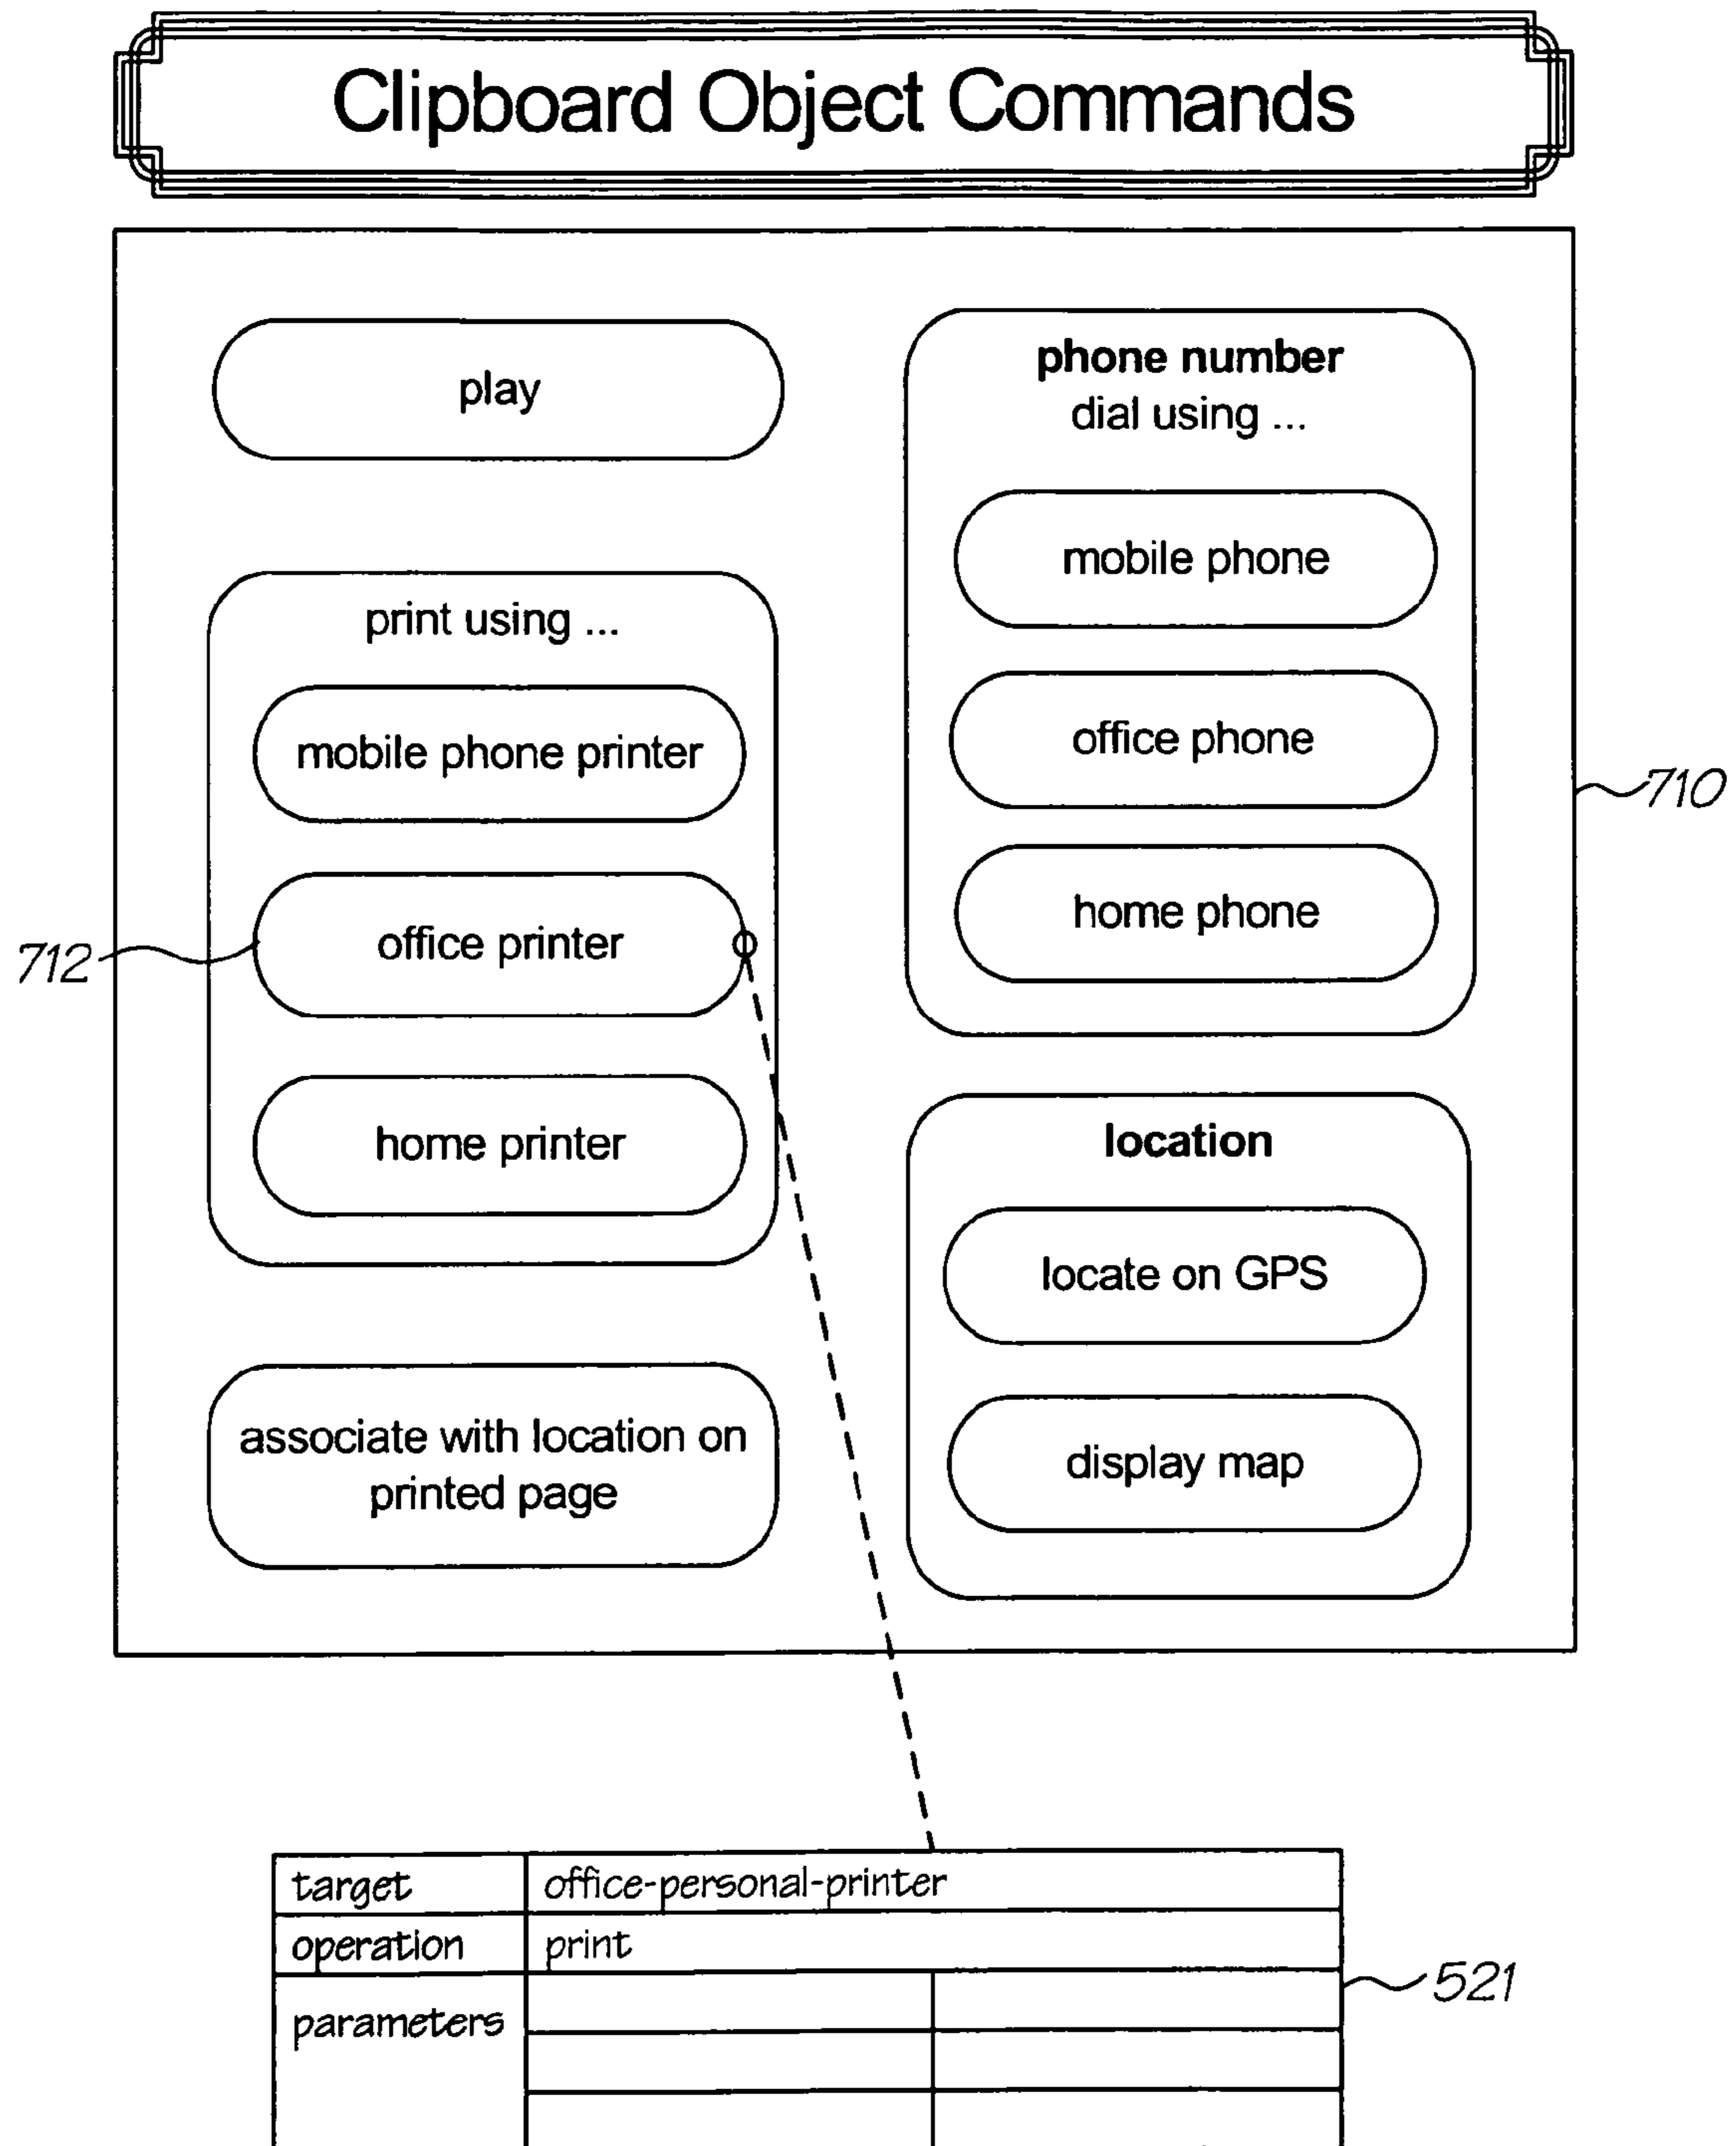 Clipboard Object Commands
play
print using ...
mobile phone printer
office printer
home printer
associate with location on
printed page
phone number
dial using ...
mobile phone
office phone
home phone
location
locate on GPS
display map
710
712
target office-personal-printer
operation print
parameters
521